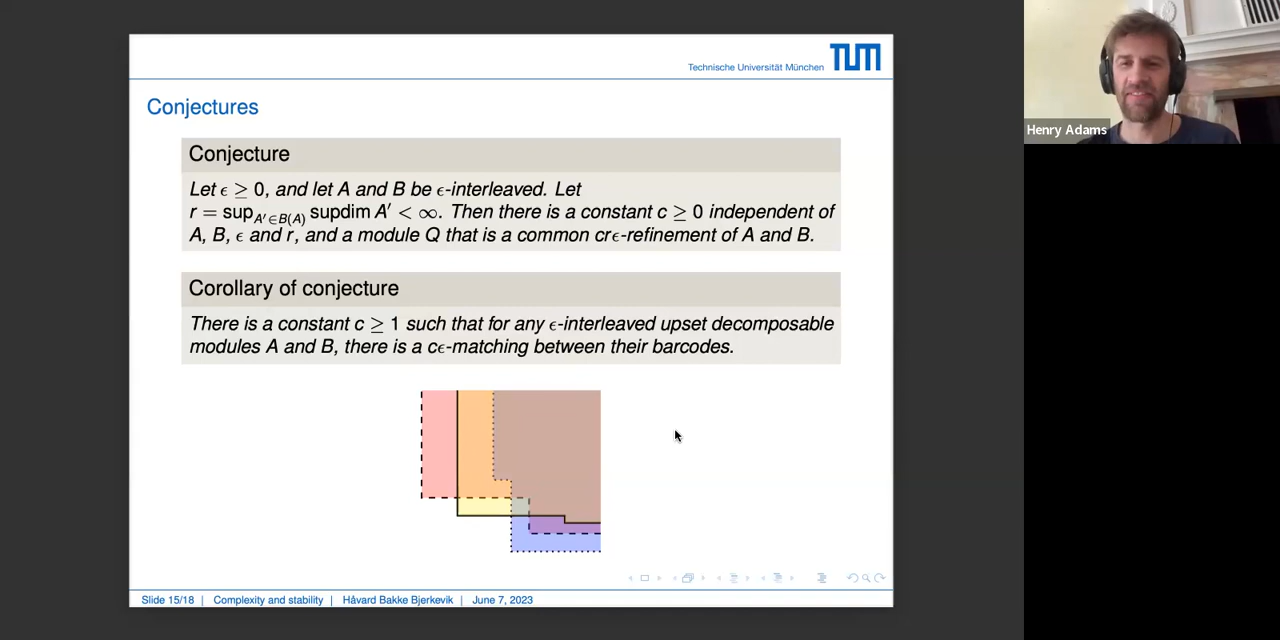 Technische Universität München
TUM
Conjectures
Conjecture
Let ϵ ≥ 0, and let A and B be ϵ-interleaved. Let
r = sup_{A′∈B(A)} supdim A′ < ∞. Then there is a constant c ≥ 0 independent of
A, B, ϵ and r, and a module Q that is a common crϵ-refinement of A and B.
Corollary of conjecture
There is a constant c ≥ 1 such that for any ϵ-interleaved upset decomposable
modules A and B, there is a cϵ-matching between their barcodes.
Slide 15/18 | Complexity and stability | Håvard Bakke Bjerkevik | June 7, 2023
Henry Adams